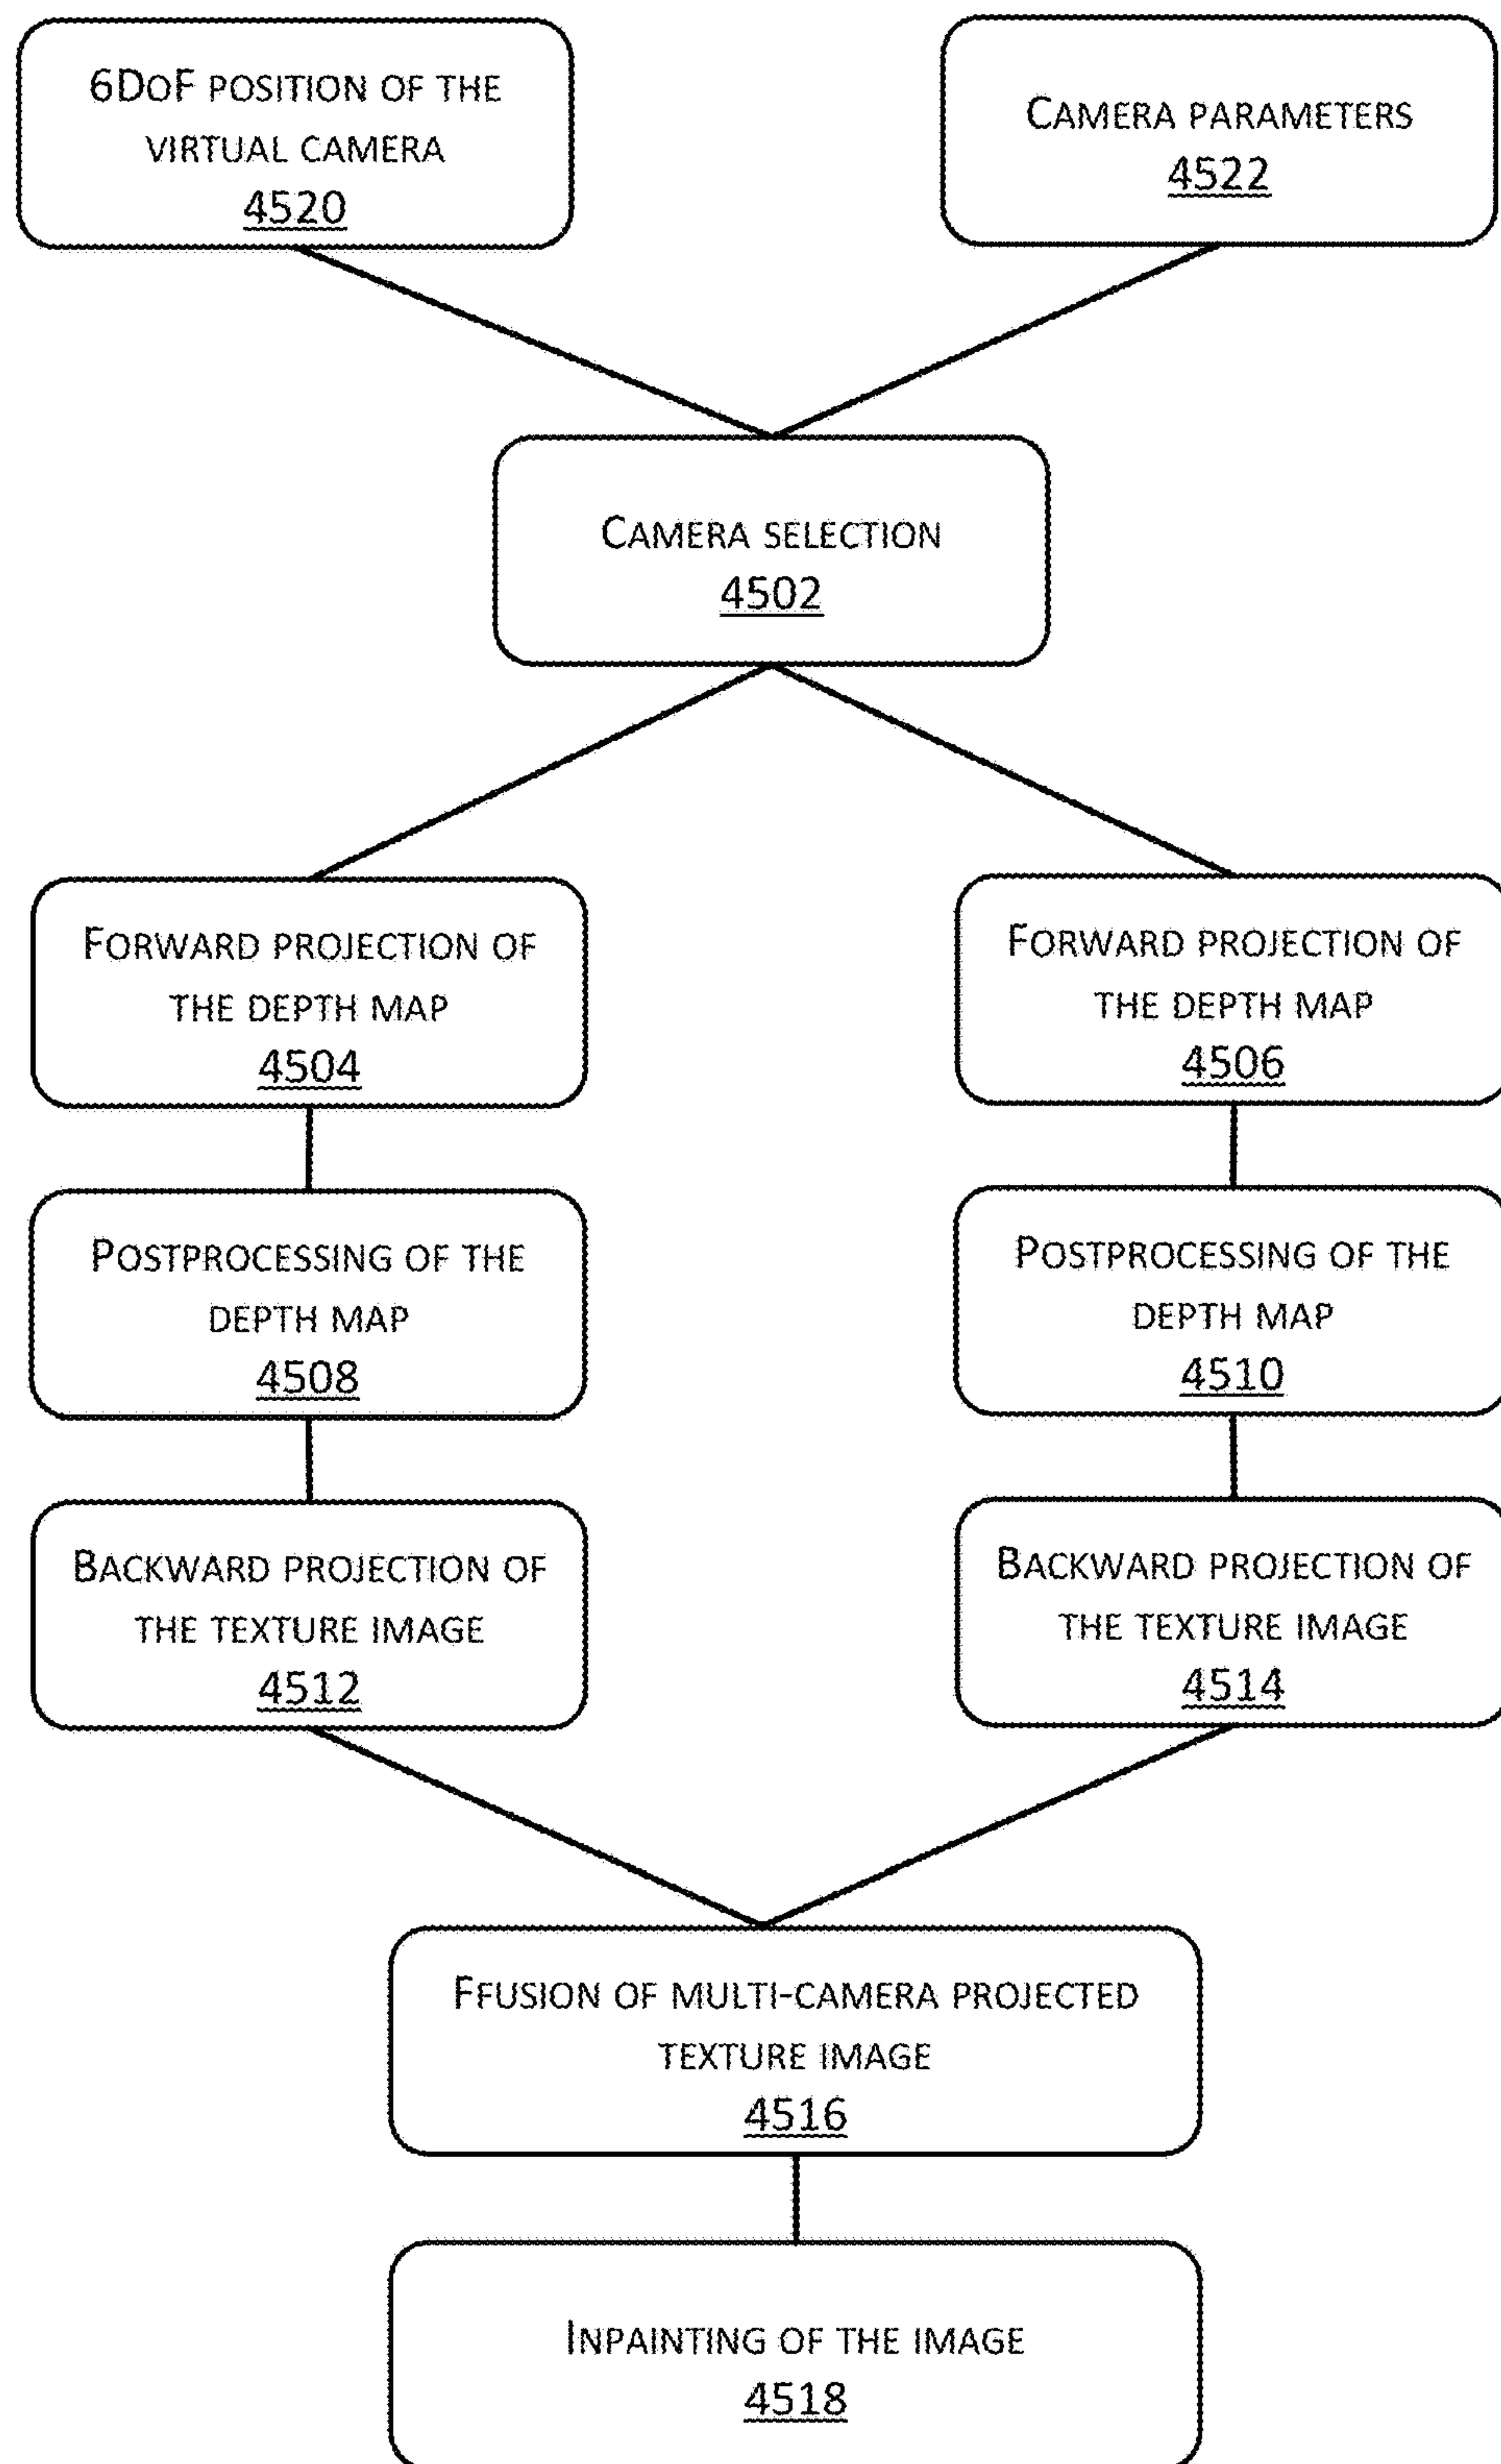 6DoF position of the
virtual camera
4520
Camera parameters
4522
Camera selection
4502
Forward projection of
the depth map
4504
Forward projection of
the depth map
4506
Postprocessing of the
depth map
4508
Postprocessing of the
depth map
4510
Backward projection of
the texture image
4512
Backward projection of
the texture image
4514
Ffusion of multi-camera projected
texture image
4516
Inpainting of the image
4518